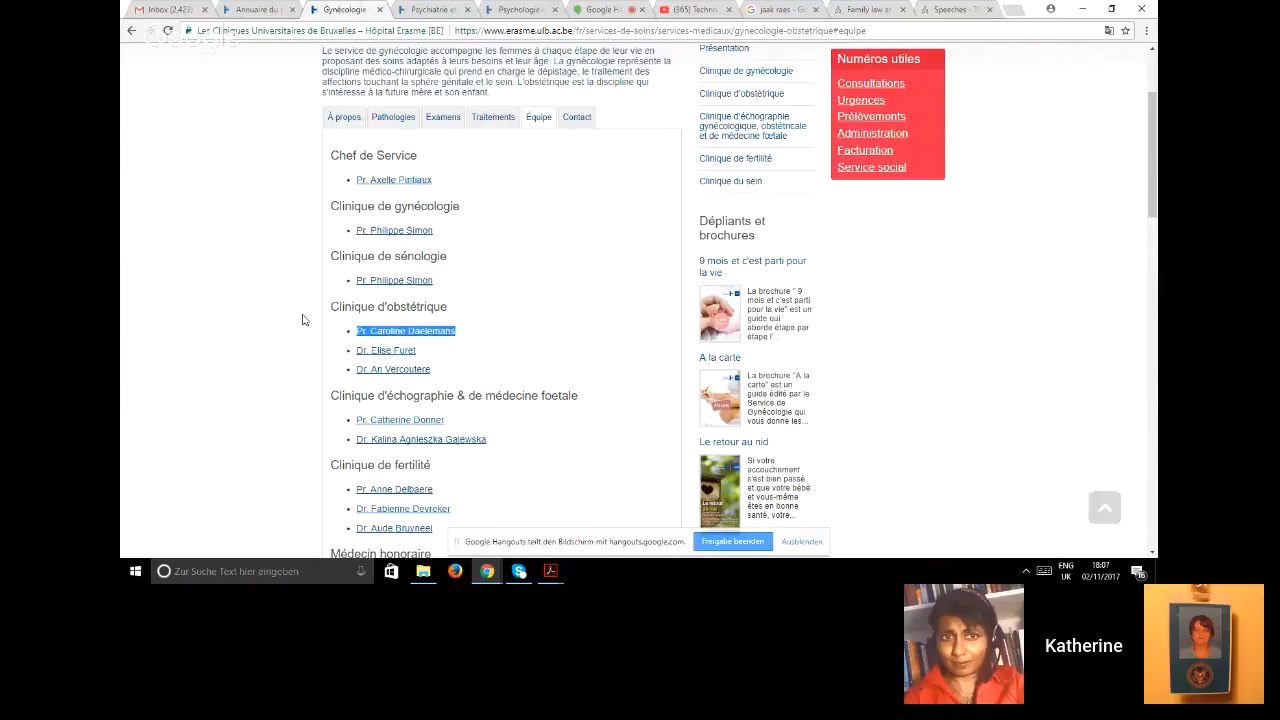 Inbox (2,423)
Annuaire du s
Gynécologie -
Psychiatrie et
Psychologie
Google Ha
(365) Techno
jaak raes - Go
Family law a
Speeches - Th
Les Cliniques Universitaires de Bruxelles – Hôpital Erasme [BE]
https://www.erasme.ulb.ac.be/fr/services-de-soins/services-medicaux/gynecologie-obstetrique#equipe
Le service de gynécologie accompagne les femmes à chaque étape de leur vie en
proposant des soins adaptés à leurs besoins et leur âge. La gynécologie représente la
discipline médico-chirurgicale qui prend en charge le dépistage, le traitement des
affections touchant la sphère génitale et le sein. L'obstétrique est la discipline qui
s'intéresse à la future mère et son enfant.
À propos
Pathologies
Examens
Traitements
Équipe
Contact
Chef de Service
Pr. Axelle Pintiaux
Clinique de gynécologie
Pr. Philippe Simon
Clinique de sénologie
Pr. Philippe Simon
Clinique d'obstétrique
Pr. Caroline Daelemans
Dr. Elise Furet
Dr. An Vercoutere
Clinique d'échographie & de médecine foetale
Pr. Catherine Donner
Dr. Kalina Agnieszka Gajewska
Clinique de fertilité
Pr. Anne Delbaere
Dr. Fabienne Devreker
Dr. Aude Bruyneel
Médecin honoraire
Présentation
Clinique de gynécologie
Clinique d'obstétrique
Clinique d'échographie
gynécologique, obstétricale
et de médecine fœtale
Clinique de fertilité
Clinique du sein
Dépliants et
brochures
9 mois et c'est parti pour
la vie
La brochure " 9
mois et c'est parti
pour la vie" est un
guide qui
aborde étape par
étape l'...
A la carte
La brochure "A la
carte" est un
guide édité par le
Service de
Gynécologie qui
vous donne les...
Le retour au nid
Si votre
accouchement
s'est bien passé,
et que votre bébé
et vous-même
êtes en bonne
santé, votre...
Numéros utiles
Consultations
Urgences
Prélèvements
Administration
Facturation
Service social
Google Hangouts teilt den Bildschirm mit hangouts.google.com.
Freigabe beenden
Ausblenden
Zur Suche Text hier eingeben
ENG
UK
18:07
02/11/2017
16
Katherine